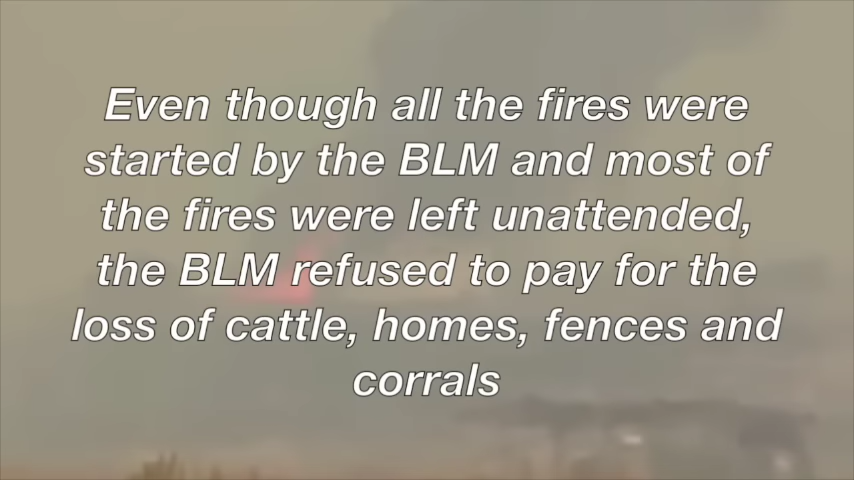 Even though all the fires were
started by the BLM and most of
the fires were left unattended,
the BLM refused to pay for the
loss of cattle, homes, fences and
corrals